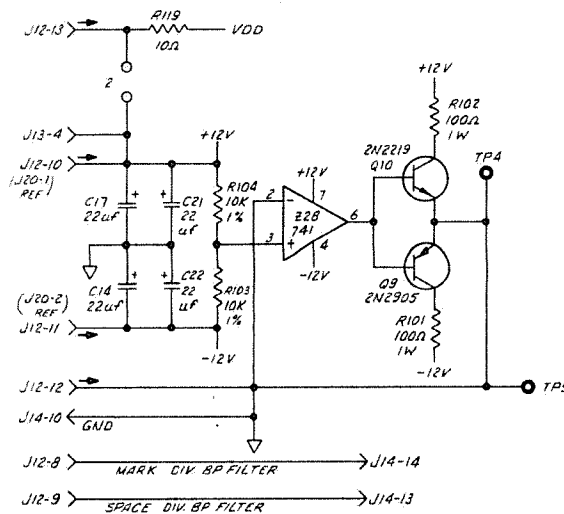 J12-13
R119
10Ω
VDD
2
J13-4
J12-10
(J20-1)
REF
+12V
C17
22uf
C21
22
uf
R104
10K
1%
C14
22uf
C22
22
uf
R103
10K
1%
(J20-2)
REF
J12-11
-12V
2
3
+12V
7
Z28
741
4
-12V
6
+12V
R102
100Ω
1W
2N2219
Q10
TP4
Q9
2N2905
R101
100Ω
1W
-12V
J12-12
TP5
J14-10
GND
J12-8
MARK DIV. BP FILTER
J14-14
J12-9
SPACE DIV. BP FILTER
J14-13